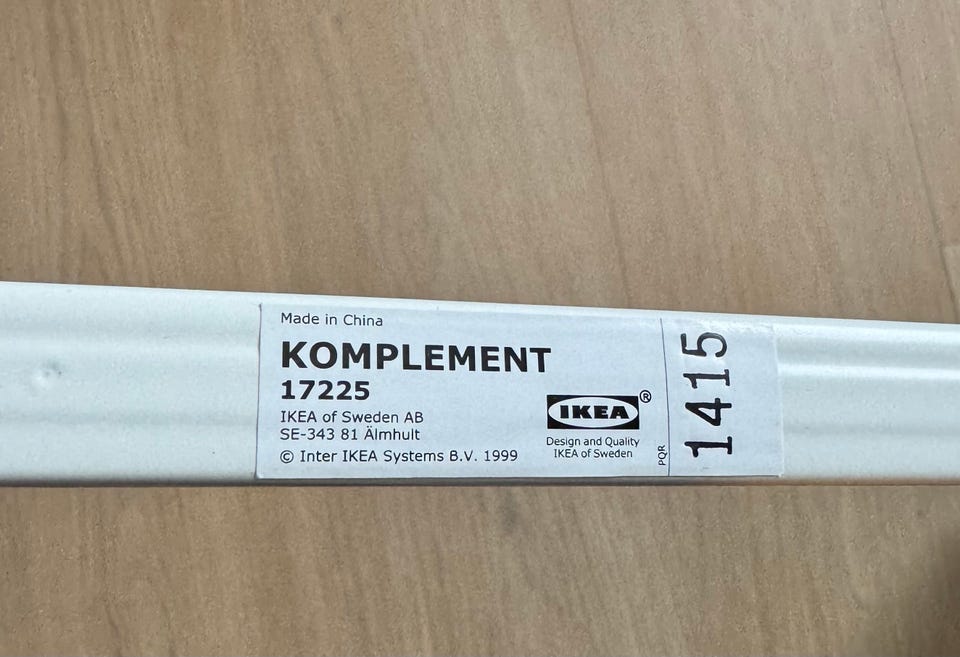 Made in China
KOMPLEMENT
17225
IKEA of Sweden AB
SE-343 81 Älmhult
© Inter IKEA Systems B.V. 1999
IKEA®
Design and Quality
IKEA of Sweden
PQR
1415